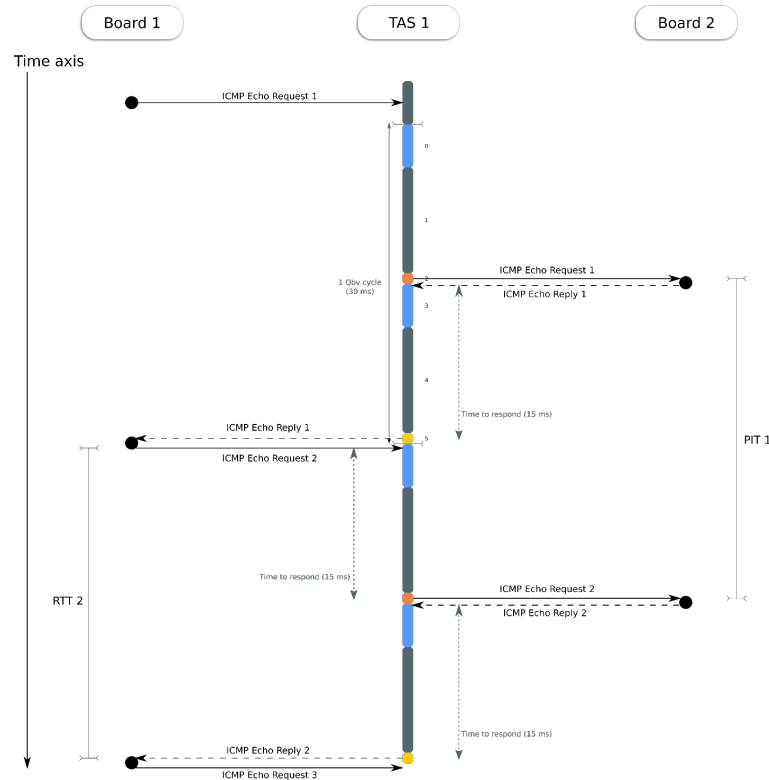 Board 1
TAS 1
Board 2
Time axis
ICMP Echo Request 1
0
1
1 Qbv cycle
(30 ms)
2
ICMP Echo Request 1
ICMP Echo Reply 1
3
4
Time to respond (15 ms)
ICMP Echo Reply 1
5
PIT 1
ICMP Echo Request 2
Time to respond (15 ms)
ICMP Echo Request 2
RTT 2
ICMP Echo Reply 2
Time to respond (15 ms)
ICMP Echo Reply 2
ICMP Echo Request 3